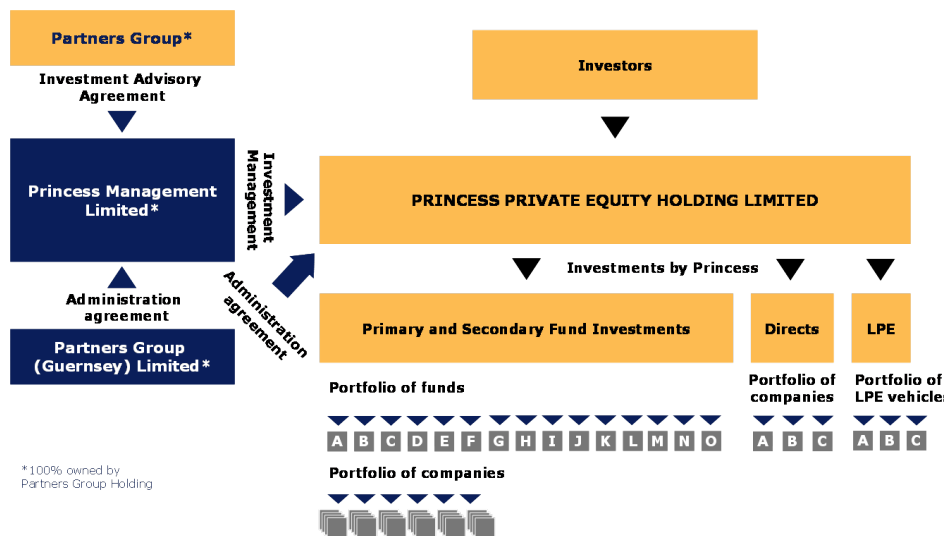 Partners Group*
Investment Advisory
Agreement
Princess Management
Limited*
Administration
agreement
Partners Group
(Guernsey) Limited*
*100% owned by
Partners Group Holding
Investment
Management
Administration
agreement
Investors
PRINCESS PRIVATE EQUITY HOLDING LIMITED
Investments by Princess
Primary and Secondary Fund Investments
Directs
LPE
Portfolio of funds
A B C D E F G H I J K L M N O
Portfolio of companies
Portfolio of
companies
A B C
Portfolio of
LPE vehicles
A B C